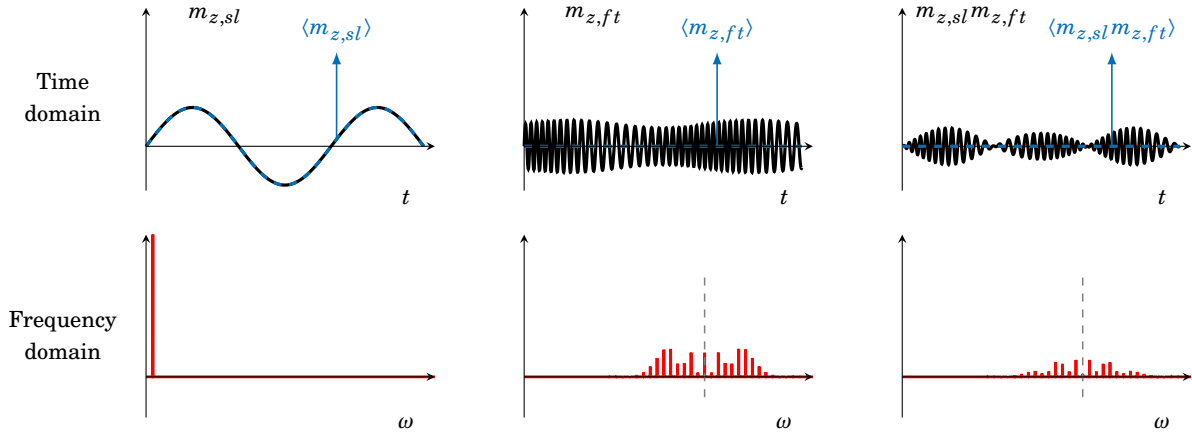 m_{z,sl}
m_{z,ft}
m_{z,sl}m_{z,ft}
⟨m_{z,sl}⟩
⟨m_{z,ft}⟩
⟨m_{z,sl}m_{z,ft}⟩
Time
domain
t
t
t
Frequency
domain
ω
ω
ω